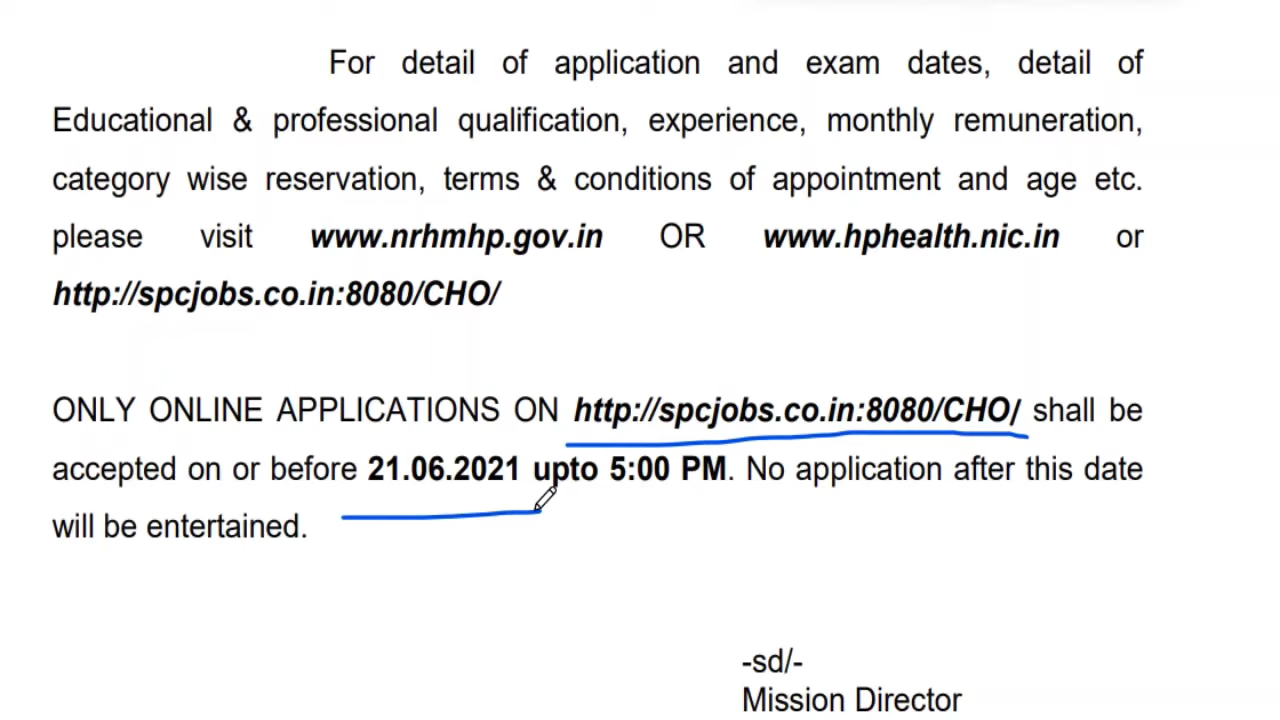 For detail of application and exam dates, detail of
Educational & professional qualification, experience, monthly remuneration,
category wise reservation, terms & conditions of appointment and age etc.
please visit www.nrhmhp.gov.in OR www.hphealth.nic.in or
http://spcjobs.co.in:8080/CHO/
ONLY ONLINE APPLICATIONS ON http://spcjobs.co.in:8080/CHO/ shall be
accepted on or before 21.06.2021 upto 5:00 PM. No application after this date
will be entertained.
-sd/-
Mission Director